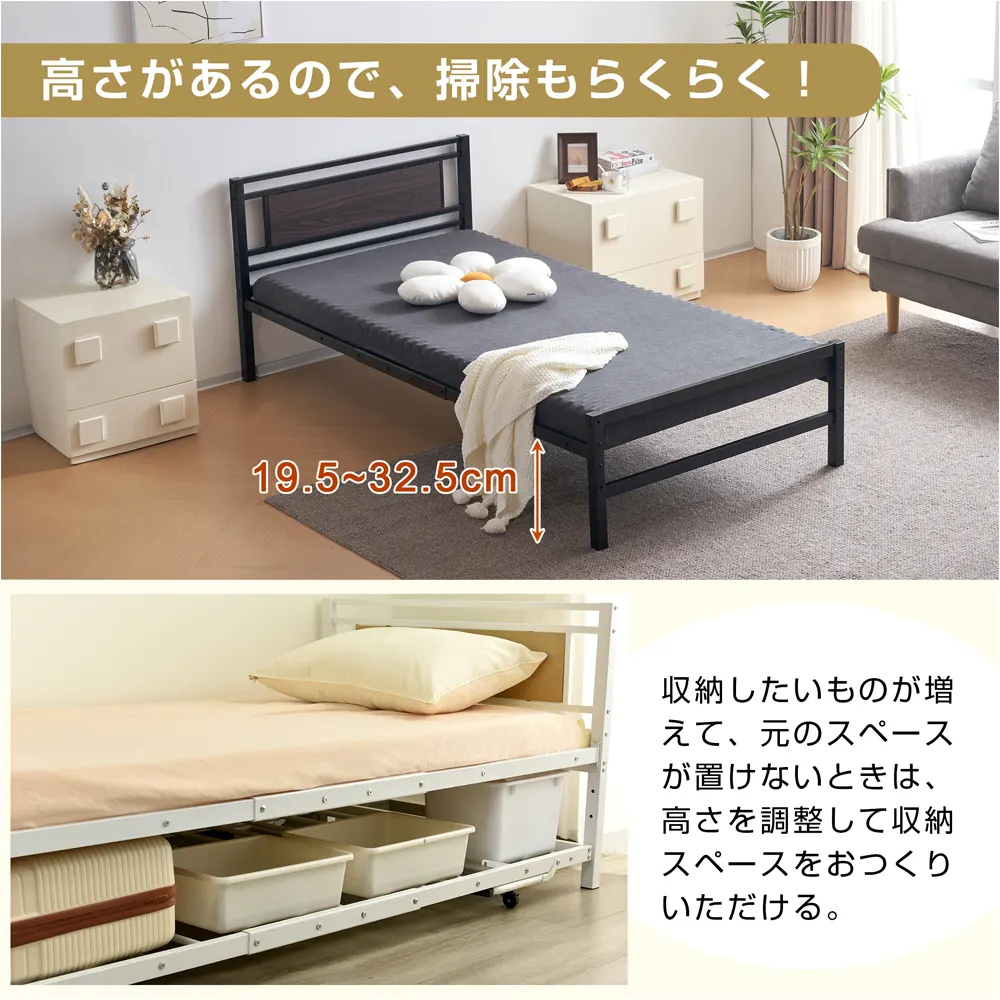 高さがあるので、掃除もらくらく！
19.5~32.5cm
収納したいものが増
えて、元のスペース
が置けないときは、
高さを調整して収納
スペースをおつくり
いただける。